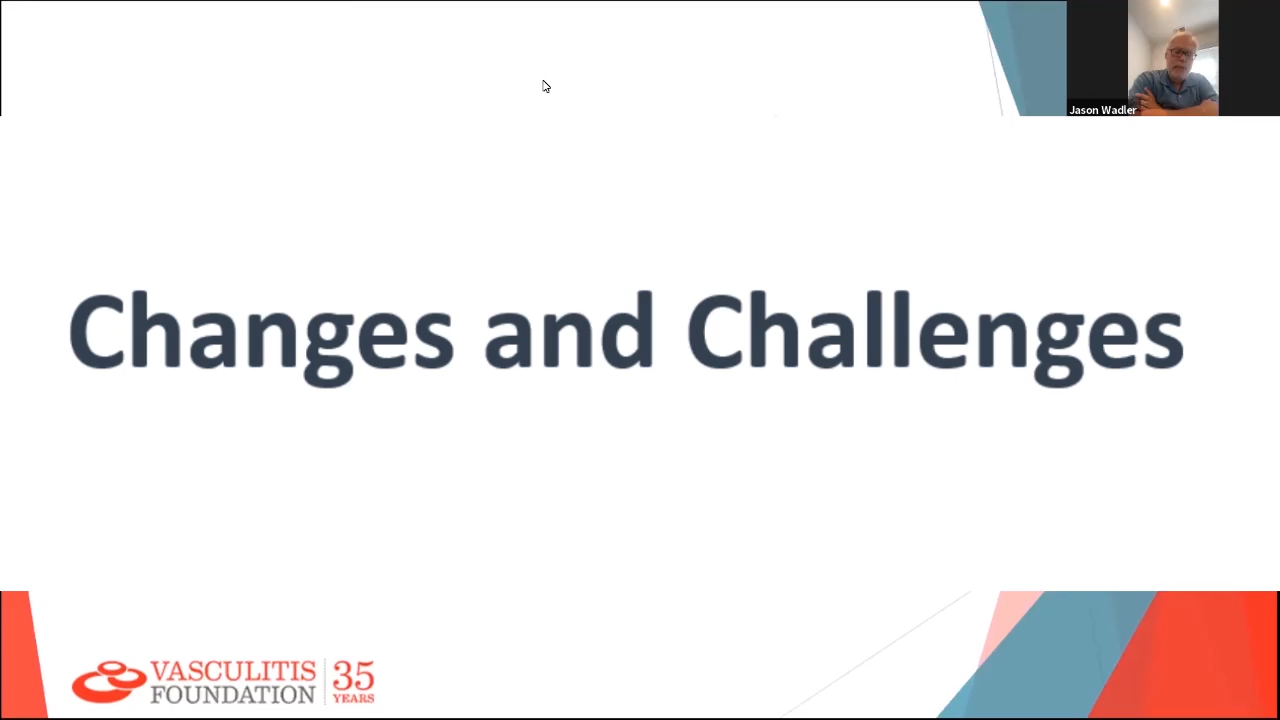 Jason Wadler
Changes and Challenges
VASCULITIS
FOUNDATION
35
YEARS